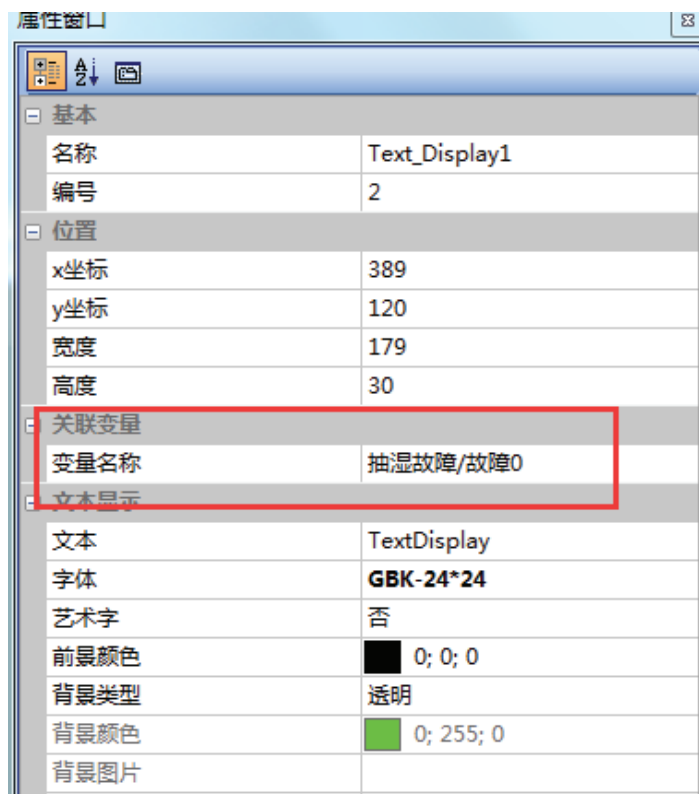 属性窗口
基本
名称 Text_Display1
编号 2
位置
x坐标 389
y坐标 120
宽度 179
高度 30
关联变量
变量名称 抽湿故障/故障0
文本显示
文本 TextDisplay
字体 GBK-24*24
艺术字 否
前景颜色 0; 0; 0
背景类型 透明
背景颜色 0; 255; 0
背景图片